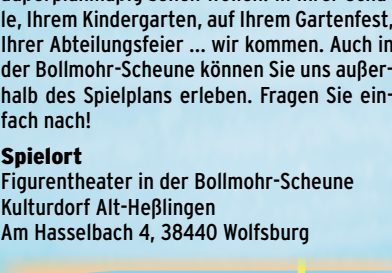 le, Ihrem Kindergarten, auf Ihrem Gartenfest,
Ihrer Abteilungsfeier ... wir kommen. Auch in
der Bollmohr-Scheune können Sie uns außer-
halb des Spielplans erleben. Fragen Sie ein-
fach nach!
Spielort
Figurentheater in der Bollmohr-Scheune
Kulturdorf Alt-Heßlingen
Am Hasselbach 4, 38440 Wolfsburg